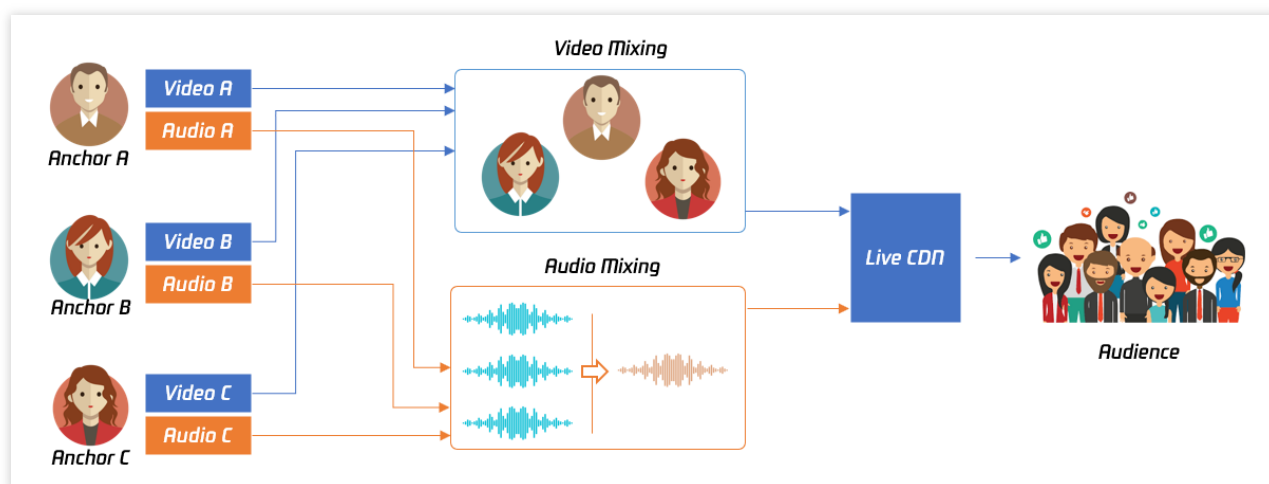 Video Mixing
Video A
Audio A
Anchor A
Video B
Audio B
Anchor B
Live CDN
Audio Mixing
Video C
Audio C
Anchor C
Audience